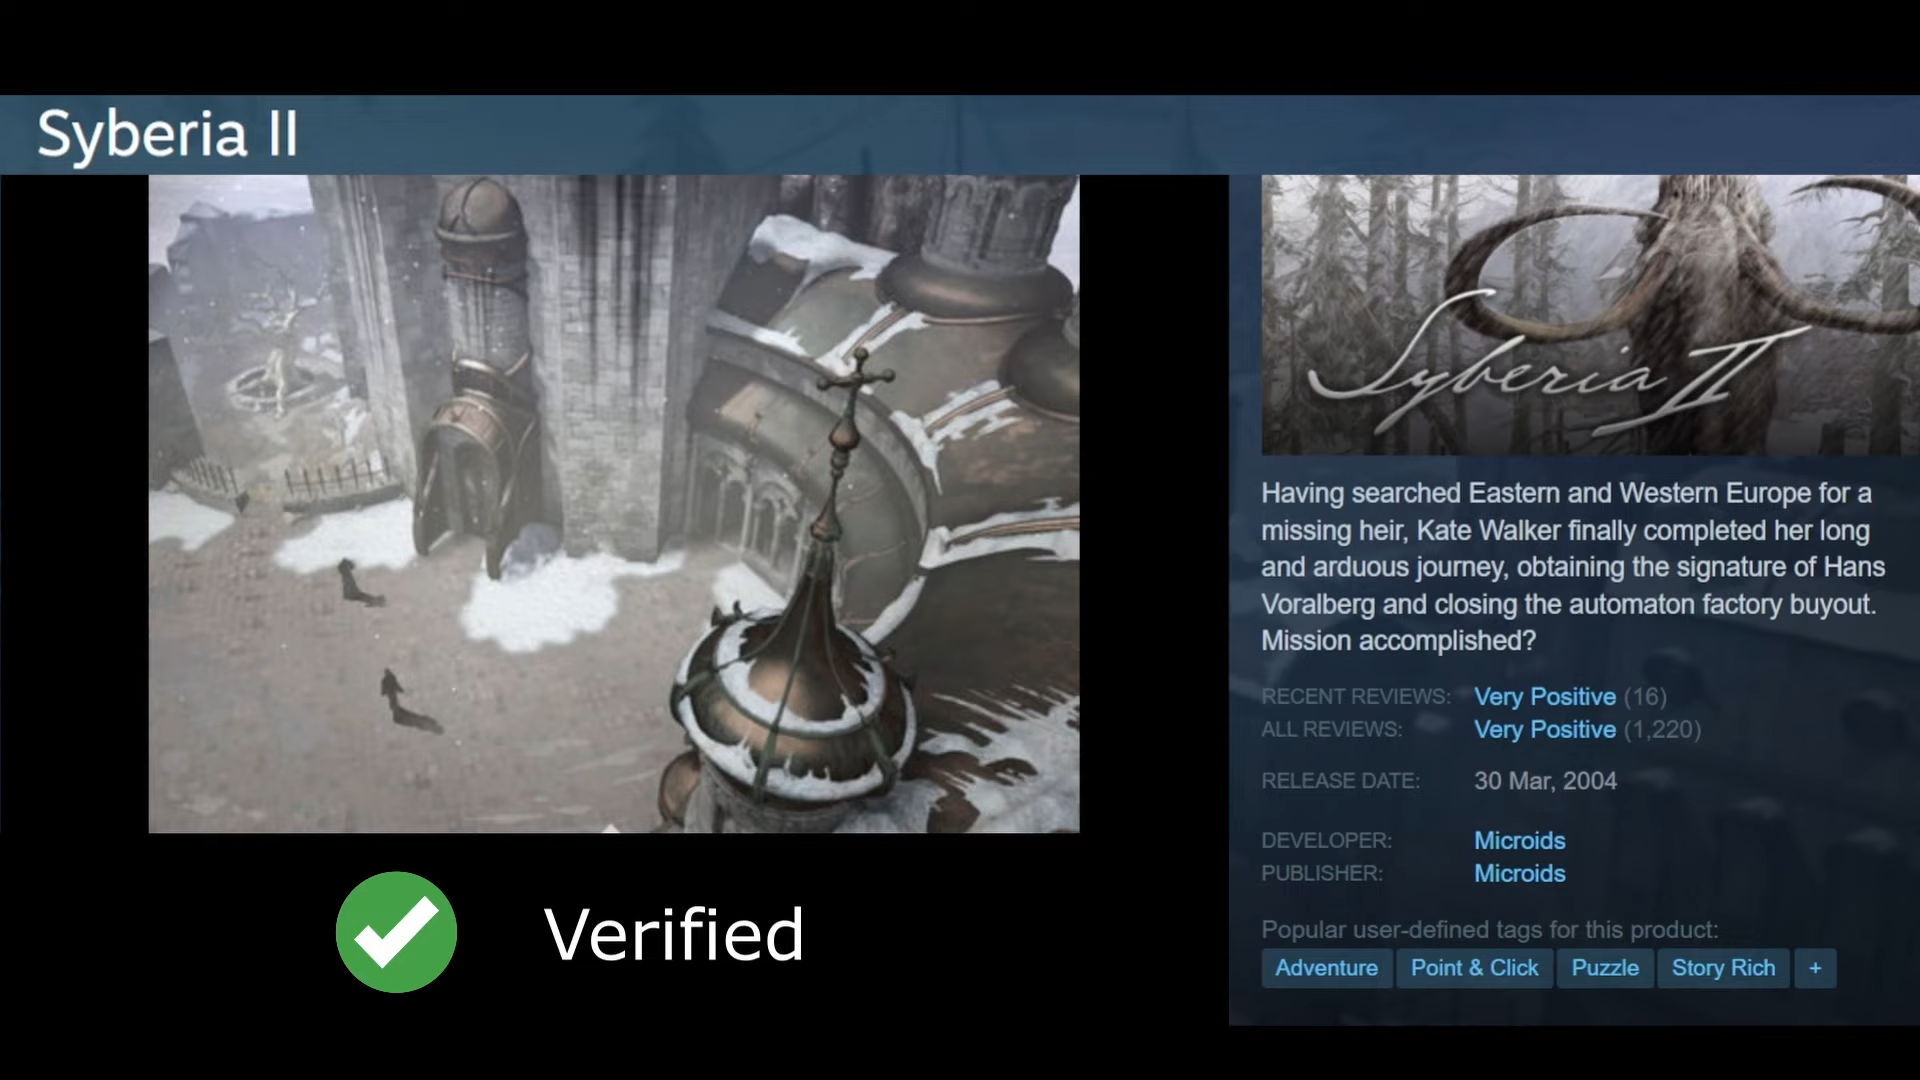 Syberia II
Syberia II
Having searched Eastern and Western Europe for a
missing heir, Kate Walker finally completed her long
and arduous journey, obtaining the signature of Hans
Voralberg and closing the automaton factory buyout.
Mission accomplished?
RECENT REVIEWS: Very Positive (16)
ALL REVIEWS: Very Positive (1,220)
RELEASE DATE: 30 Mar, 2004
DEVELOPER: Microids
PUBLISHER: Microids
Popular user-defined tags for this product:
Adventure Point & Click Puzzle Story Rich +
Verified